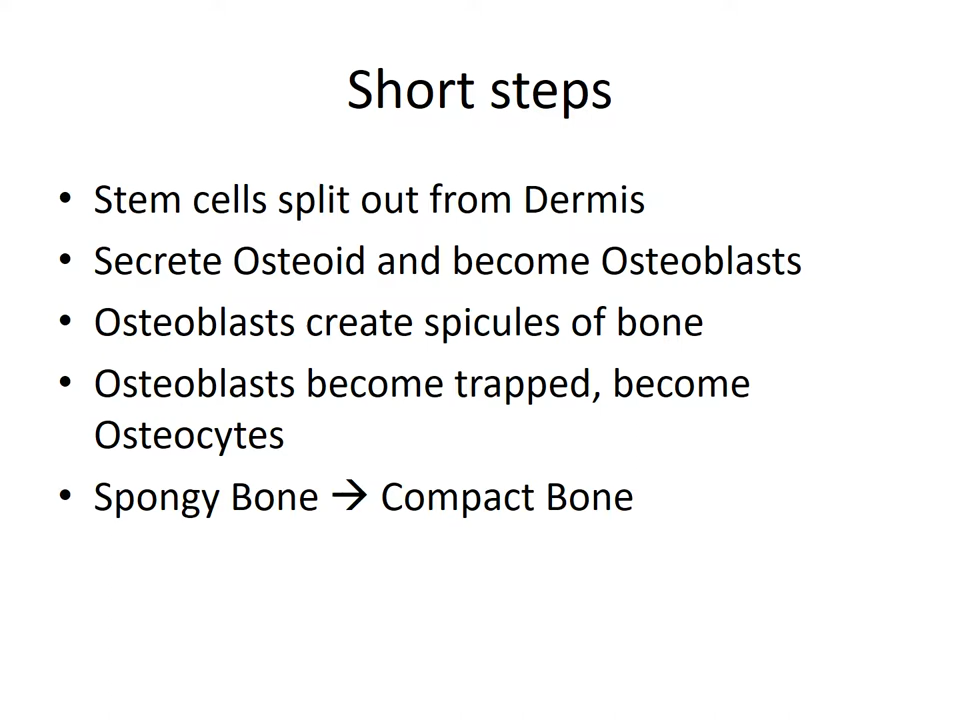 Short steps
• Stem cells split out from Dermis
• Secrete Osteoid and become Osteoblasts
• Osteoblasts create spicules of bone
• Osteoblasts become trapped, become
Osteocytes
• Spongy Bone → Compact Bone